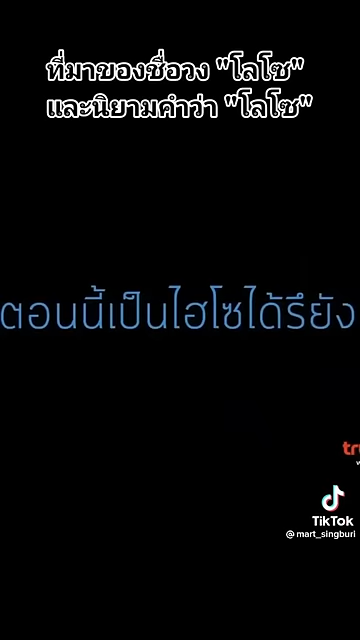 ที่มาของชื่อวง "โลโซ"
และนิยามคำว่า "โลโซ"
ตอนนี้เป็นไฮโซได้รึยัง
TikTok
@mart_singburi